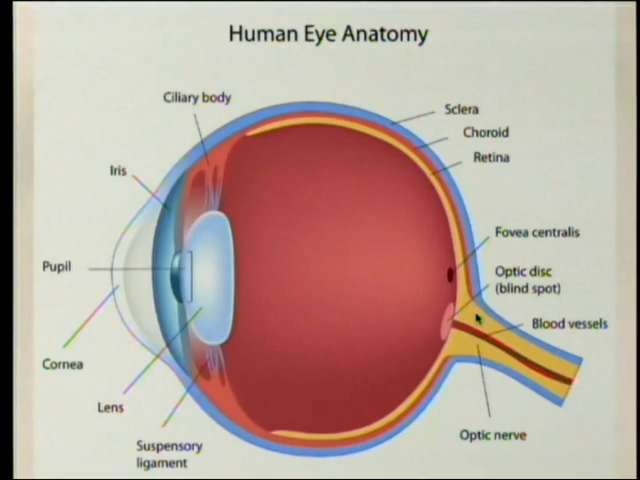 Human Eye Anatomy
Ciliary body
Sclera
Choroid
Iris
Retina
Fovea centralis
Pupil
Optic disc
(blind spot)
Blood vessels
Cornea
Lens
Optic nerve
Suspensory
ligament